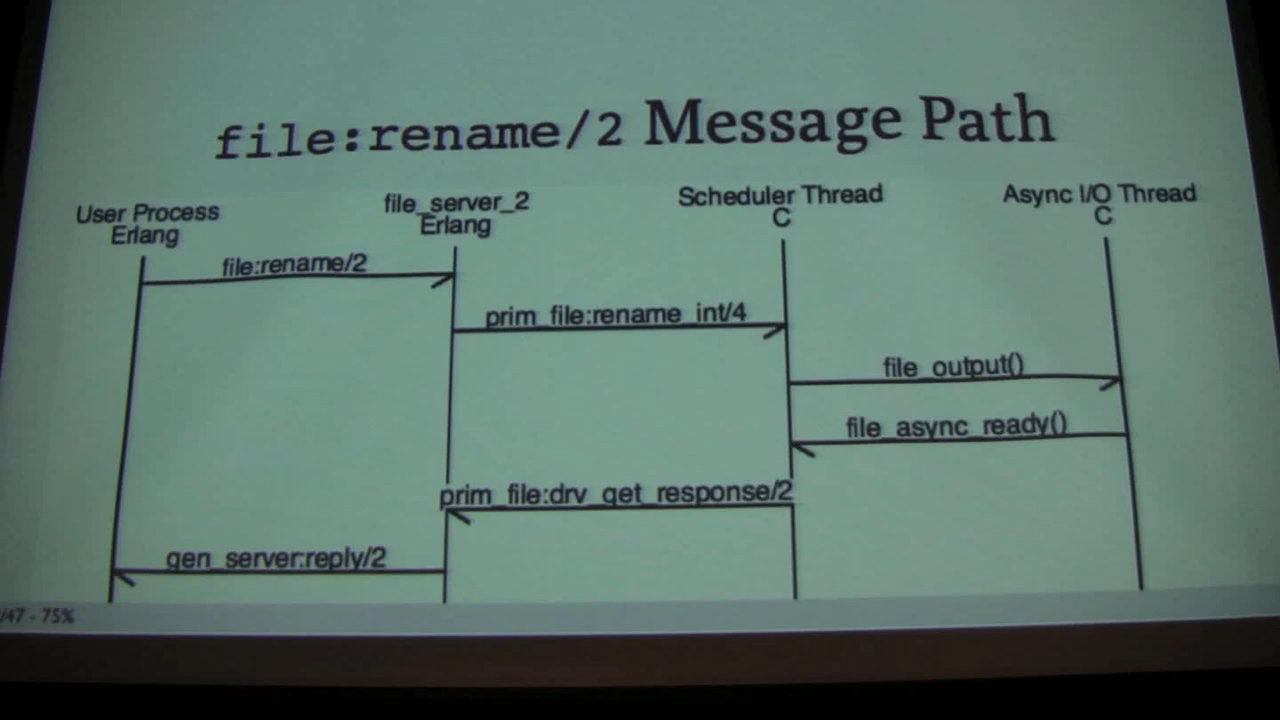 file:rename/2 Message Path
User Process
Erlang
file_server_2
Erlang
Scheduler Thread
C
Async I/O Thread
C
file:rename/2
prim_file:rename_int/4
file_output()
file_async_ready()
prim_file:drv_get_response/2
gen_server:reply/2
/47 - 75%